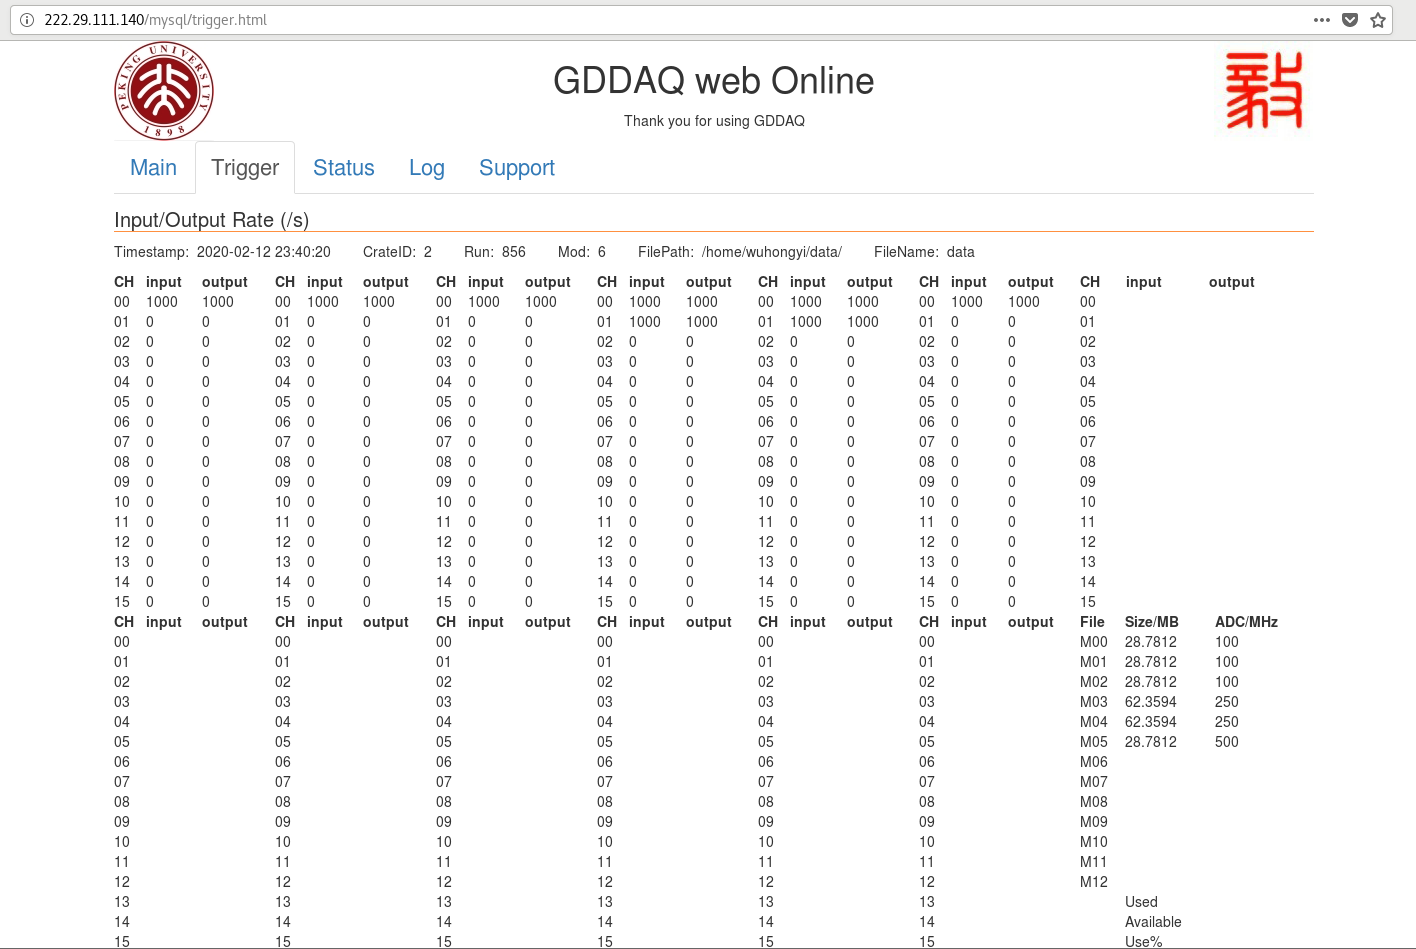 222.29.111.140/mysql/trigger.html
PEKING UNIVERSITY
1898
GDDAQ web Online
Thank you for using GDDAQ
Main Trigger Status Log Support
Input/Output Rate (/s)
Timestamp: 2020-02-12 23:40:20 CrateID: 2 Run: 856 Mod: 6 FilePath: /home/wuhongyi/data/ FileName: data
CH input output CH input output CH input output CH input output CH input output CH input output CH input output
00 1000 1000 00 1000 1000 00 1000 1000 00 1000 1000 00 1000 1000 00 1000 1000 00
01 0 0 01 0 0 01 0 0 01 1000 1000 01 1000 1000 01 0 0 01
02 0 0 02 0 0 02 0 0 02 0 0 02 0 0 02 0 0 02
03 0 0 03 0 0 03 0 0 03 0 0 03 0 0 03 0 0 03
04 0 0 04 0 0 04 0 0 04 0 0 04 0 0 04 0 0 04
05 0 0 05 0 0 05 0 0 05 0 0 05 0 0 05 0 0 05
06 0 0 06 0 0 06 0 0 06 0 0 06 0 0 06 0 0 06
07 0 0 07 0 0 07 0 0 07 0 0 07 0 0 07 0 0 07
08 0 0 08 0 0 08 0 0 08 0 0 08 0 0 08 0 0 08
09 0 0 09 0 0 09 0 0 09 0 0 09 0 0 09 0 0 09
10 0 0 10 0 0 10 0 0 10 0 0 10 0 0 10 0 0 10
11 0 0 11 0 0 11 0 0 11 0 0 11 0 0 11 0 0 11
12 0 0 12 0 0 12 0 0 12 0 0 12 0 0 12 0 0 12
13 0 0 13 0 0 13 0 0 13 0 0 13 0 0 13 0 0 13
14 0 0 14 0 0 14 0 0 14 0 0 14 0 0 14 0 0 14
15 0 0 15 0 0 15 0 0 15 0 0 15 0 0 15 0 0 15
CH input output CH input output CH input output CH input output CH input output CH input output File Size/MB ADC/MHz
00 00 00 00 00 00 M00 28.7812 100
01 01 01 01 01 01 M01 28.7812 100
02 02 02 02 02 02 M02 28.7812 100
03 03 03 03 03 03 M03 62.3594 250
04 04 04 04 04 04 M04 62.3594 250
05 05 05 05 05 05 M05 28.7812 500
06 06 06 06 06 06 M06
07 07 07 07 07 07 M07
08 08 08 08 08 08 M08
09 09 09 09 09 09 M09
10 10 10 10 10 10 M10
11 11 11 11 11 11 M11
12 12 12 12 12 12 M12
13 13 13 13 13 13 Used
14 14 14 14 14 14 Available
15 15 15 15 15 15 Use%